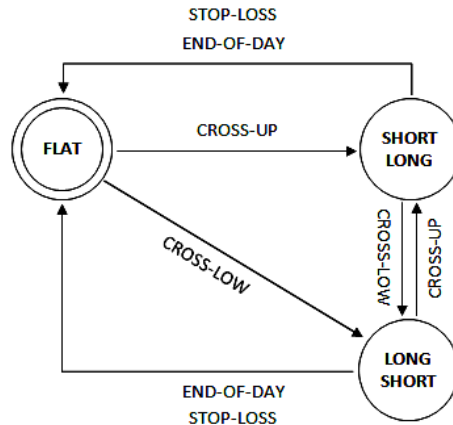 STOP-LOSS
END-OF-DAY
CROSS-UP
FLAT
SHORT
LONG
CROSS-LOW
CROSS-LOW
CROSS-UP
LONG
SHORT
END-OF-DAY
STOP-LOSS